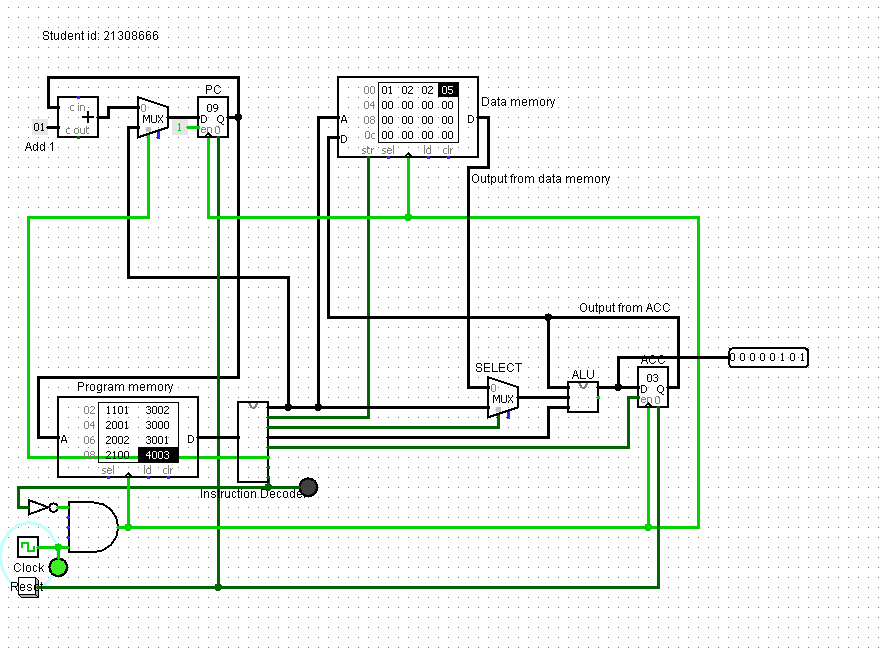 Student id: 21308666
PC
c in
+
c out
01
Add 1
0
MUX
1
09
D Q
en 0
00 01 02 02 05
04 00 00 00 00
08 00 00 00 00
0c 00 00 00 00
A
D
D
str sel ld clr
Data memory
Output from data memory
Output from ACC
SELECT
0
MUX
ALU
ACC
03
D Q
en 0
0 0 0 0 0 1 0 1
Program memory
02 1101 3002
04 2001 3000
06 2002 3001
08 2100 4003
A
D
sel ld clr
Instruction Decoder
Clock
Reset